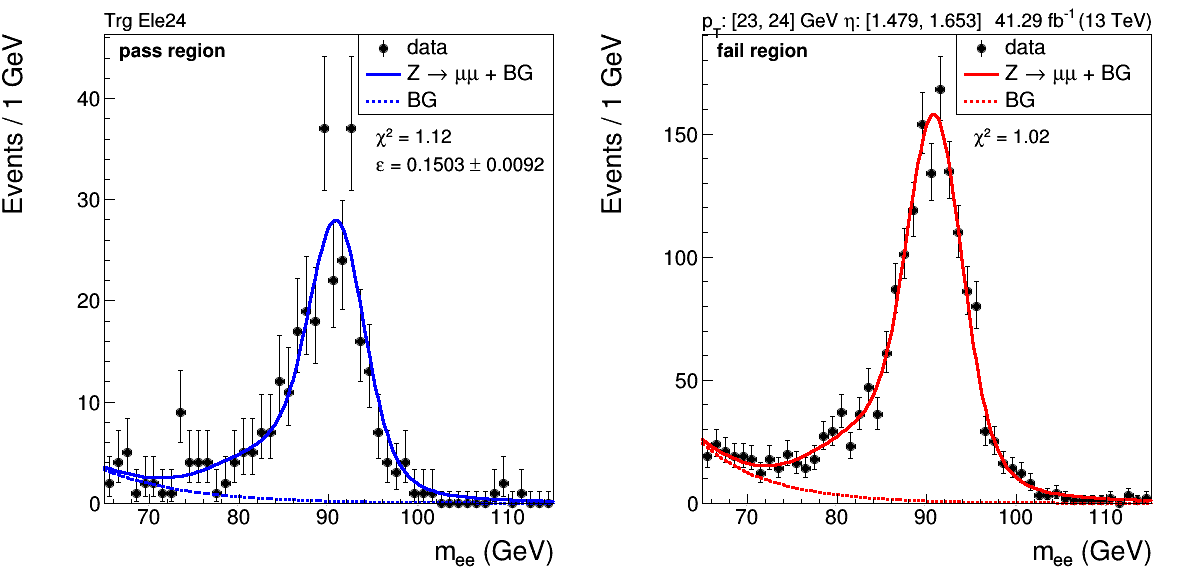 Trg Ele24
pass region
data
Z → μμ + BG
BG
χ² = 1.12
ε = 0.1503 ± 0.0092
Events / 1 GeV
0
10
20
30
40
70
80
90
100
110
m_ee (GeV)
p_T: [23, 24] GeV η: [1.479, 1.653] 41.29 fb⁻¹ (13 TeV)
fail region
data
Z → μμ + BG
BG
χ² = 1.02
Events / 1 GeV
0
50
100
150
70
80
90
100
110
m_ee (GeV)